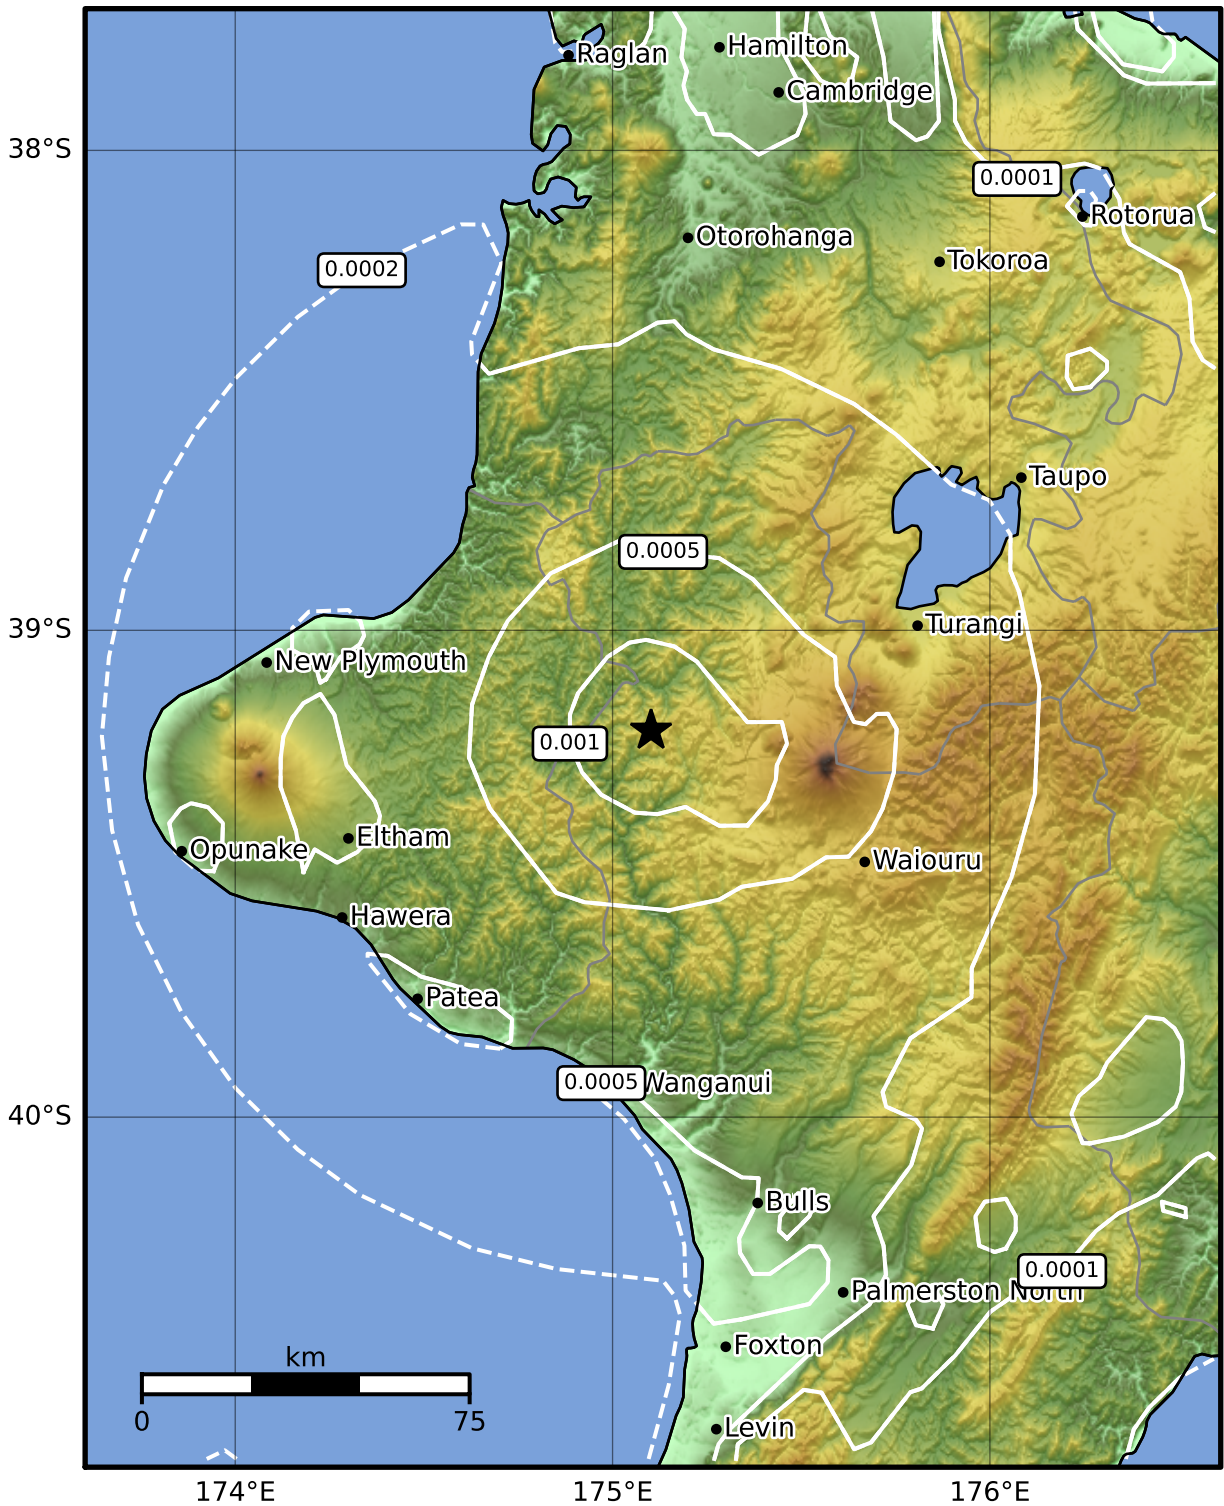 Raglan
Hamilton
Cambridge
38°S
0.0001
Rotorua
Otorohanga
Tokoroa
0.0002
Taupo
0.0005
39°S
Turangi
New Plymouth
0.001
Eltham
Opunake
Waiouru
Hawera
Patea
0.0005
Wanganui
40°S
Bulls
0.0001
Palmerston North
Foxton
km
0
75
Levin
174°E
175°E
176°E